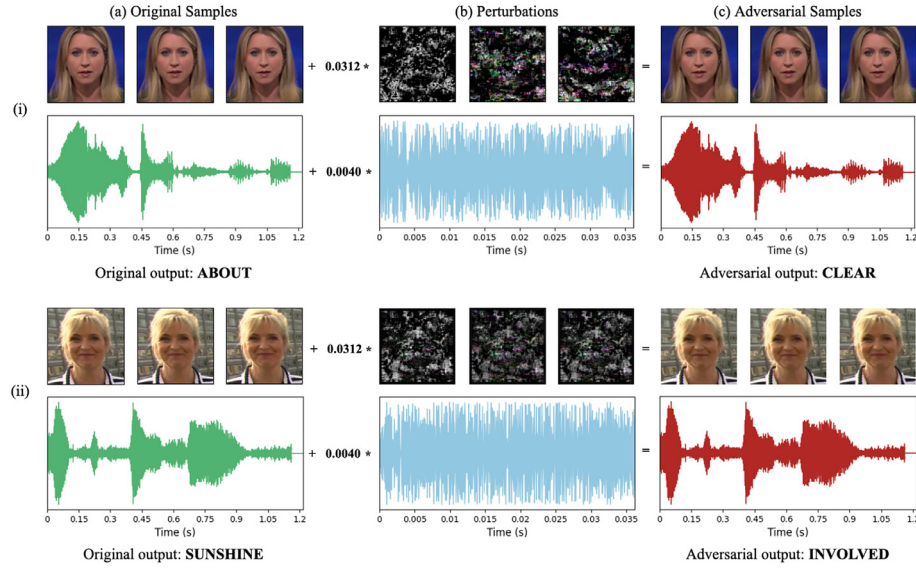 (a) Original Samples (b) Perturbations (c) Adversarial Samples
+ 0.0312 * =
(i)
+ 0.0040 * =
0 0.15 0.3 0.45 0.6 0.75 0.9 1.05 1.2 0 0.005 0.01 0.015 0.02 0.025 0.03 0.035 0 0.15 0.3 0.45 0.6 0.75 0.9 1.05 1.2
Time (s) Time (s) Time (s)
Original output: ABOUT Adversarial output: CLEAR
+ 0.0312 * =
(ii)
+ 0.0040 * =
0 0.15 0.3 0.45 0.6 0.75 0.9 1.05 1.2 0 0.005 0.01 0.015 0.02 0.025 0.03 0.035 0 0.15 0.3 0.45 0.6 0.75 0.9 1.05 1.2
Time (s) Time (s) Time (s)
Original output: SUNSHINE Adversarial output: INVOLVED